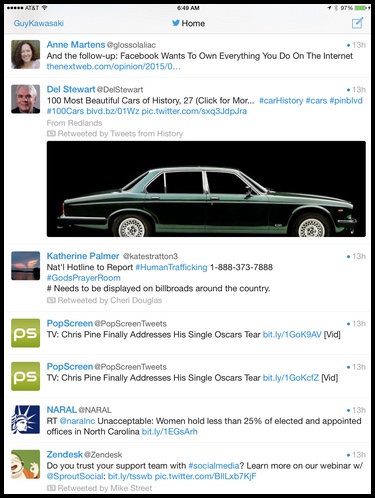 AT&T 6:49 AM 97%
GuyKawasaki Home
Anne Martens @glossolaliac 13h
And the follow-up: Facebook Wants To Own Everything You Do On The Internet
thenextweb.com/opinion/2015/0…
Del Stewart @DelStewart 13h
100 Most Beautiful Cars of History, 27 (Click for Mor... #carHistory #cars #pinblvd
#100Cars blvd.bz/01Wz pic.twitter.com/sxq3JdpJra
From Redlands
Retweeted by Tweets from History
Katherine Palmer @katestratton3 13h
Nat'l Hotline to Report #HumanTrafficking 1-888-373-7888
#GodsPrayerRoom
# Needs to be displayed on billbroads around the country.
Retweeted by Cheri Douglas
ps
PopScreen @PopScreenTweets 13h
TV: Chris Pine Finally Addresses His Single Oscars Tear bit.ly/1GoK9AV [Vid]
ps
PopScreen @PopScreenTweets 13h
TV: Chris Pine Finally Addresses His Single Oscars Tear bit.ly/1GoKcfZ [Vid]
NARAL @NARAL 13h
RT @naralnc Unacceptable: Women hold less than 25% of elected and appointed
offices in North Carolina bit.ly/1EGsArh
Zendesk @Zendesk 13h
Do you trust your support team with #socialmedia? Learn more on our webinar w/
@SproutSocial: bit.ly/tsswb pic.twitter.com/BllLxb7KjF
Retweeted by Mike Street